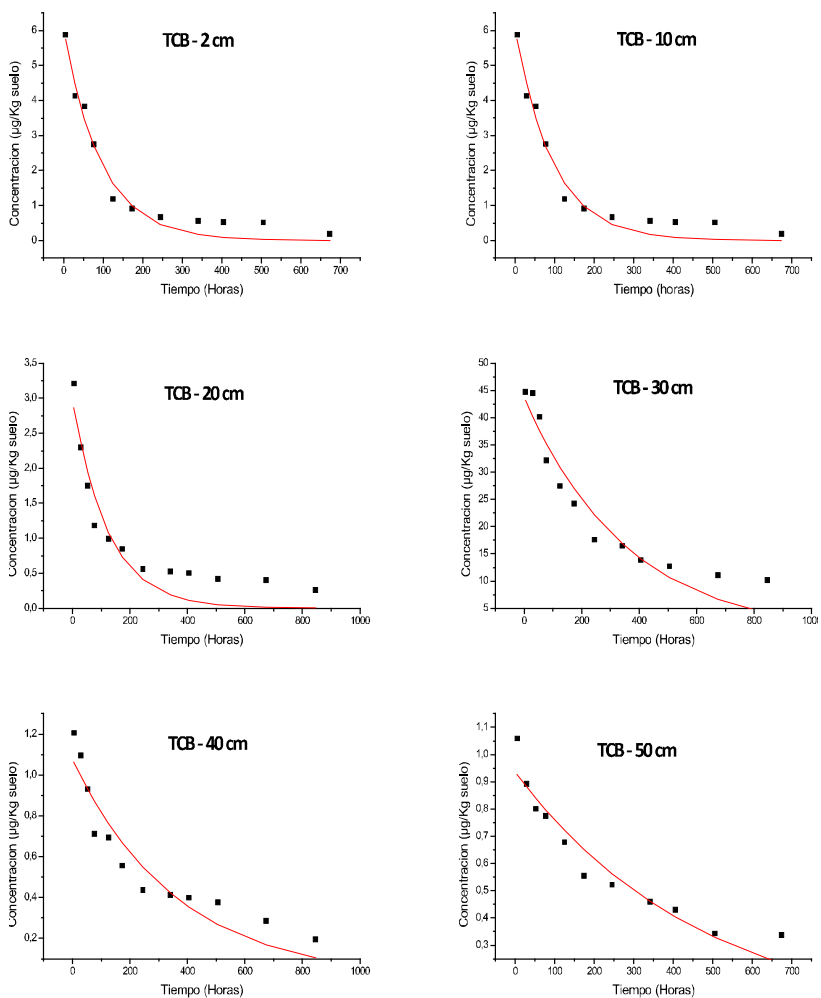 TCB - 2 cm
Concentracion (µg/Kg suelo)
6
5
4
3
2
1
0
0 100 200 300 400 500 600 700
Tiempo (Horas)
TCB - 10 cm
Concentracion (µg/Kg suelo)
6
5
4
3
2
1
0
0 100 200 300 400 500 600 700
Tiempo (horas)
TCB - 20 cm
Concentracion (µg/Kg suelo)
3,5
3,0
2,5
2,0
1,5
1,0
0,5
0,0
0 200 400 600 800 1000
Tiempo (Horas)
TCB - 30 cm
Concentracion (µg/Kg suelo)
50
45
40
35
30
25
20
15
10
5
0 200 400 600 800 1000
Tiempo (Horas)
TCB - 40 cm
Concentracion (µg/Kg suelo)
1,2
1,0
0,8
0,6
0,4
0,2
0 200 400 600 800 1000
Tiempo (Horas)
TCB - 50 cm
Concentracion (µg/Kg suelo)
1,1
1,0
0,9
0,8
0,7
0,6
0,5
0,4
0,3
0 100 200 300 400 500 600 700
Tiempo (Horas)